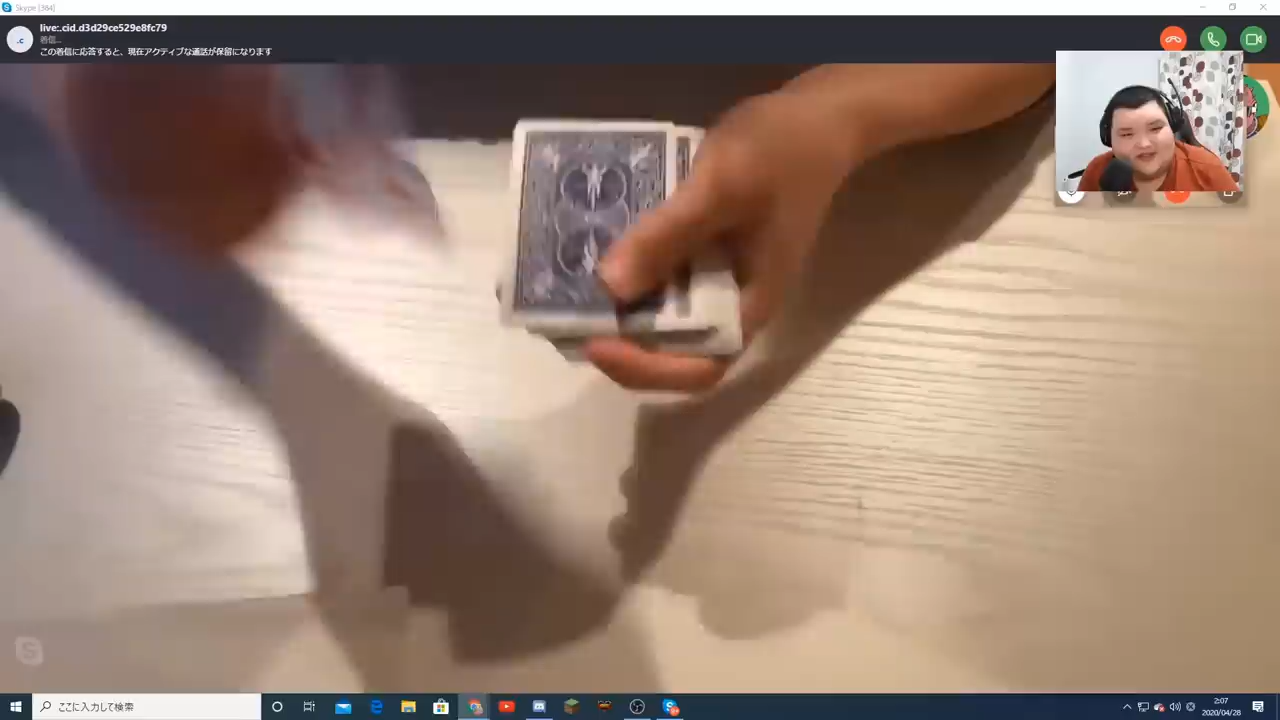 Skype [364]
live:.cid.d3d29ce529e8fc79
着信...
この着信に応答すると、現在アクティブな通話が保留になります
.c
ここに入力して検索
2:07
2020/04/28